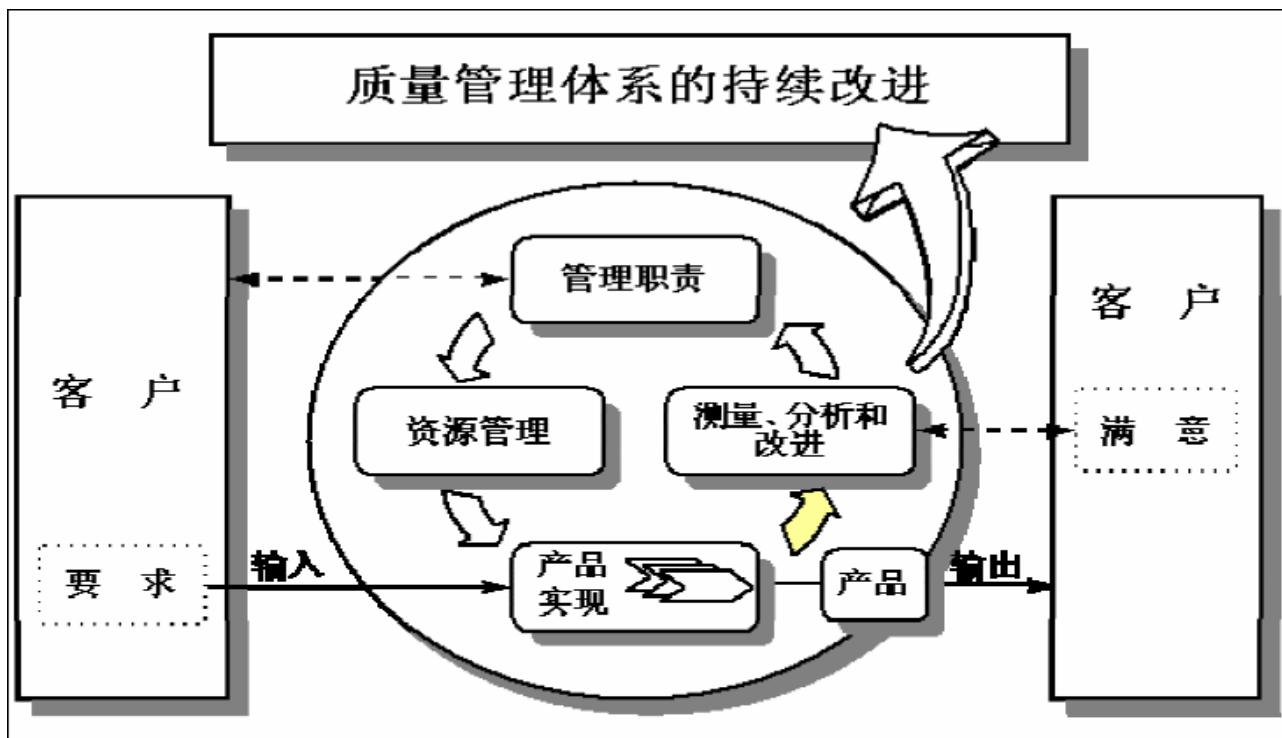 质量管理体系的持续改进
管理职责
客 户
客 户
资源管理
测量、分析和
改进
满 意
要 求
输入
产品
实现
产品
输出